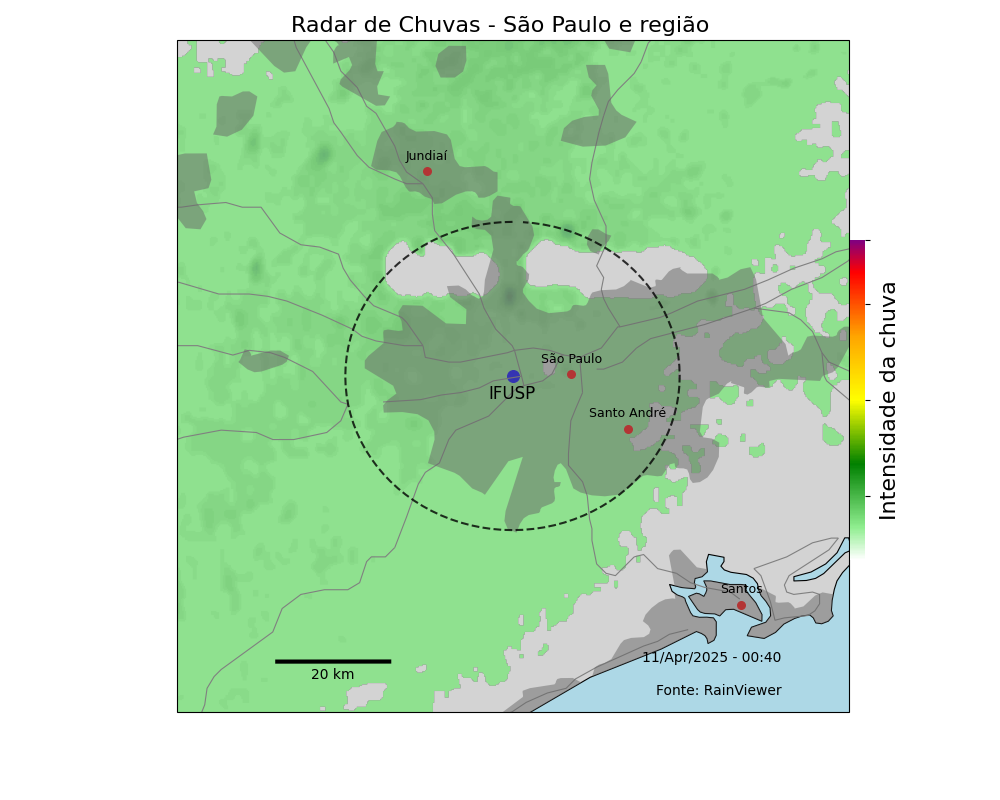 Radar de Chuvas - São Paulo e região
Jundiaí
São Paulo
IFUSP
Santo André
Santos
11/Apr/2025 - 00:40
20 km
Fonte: RainViewer
Intensidade da chuva